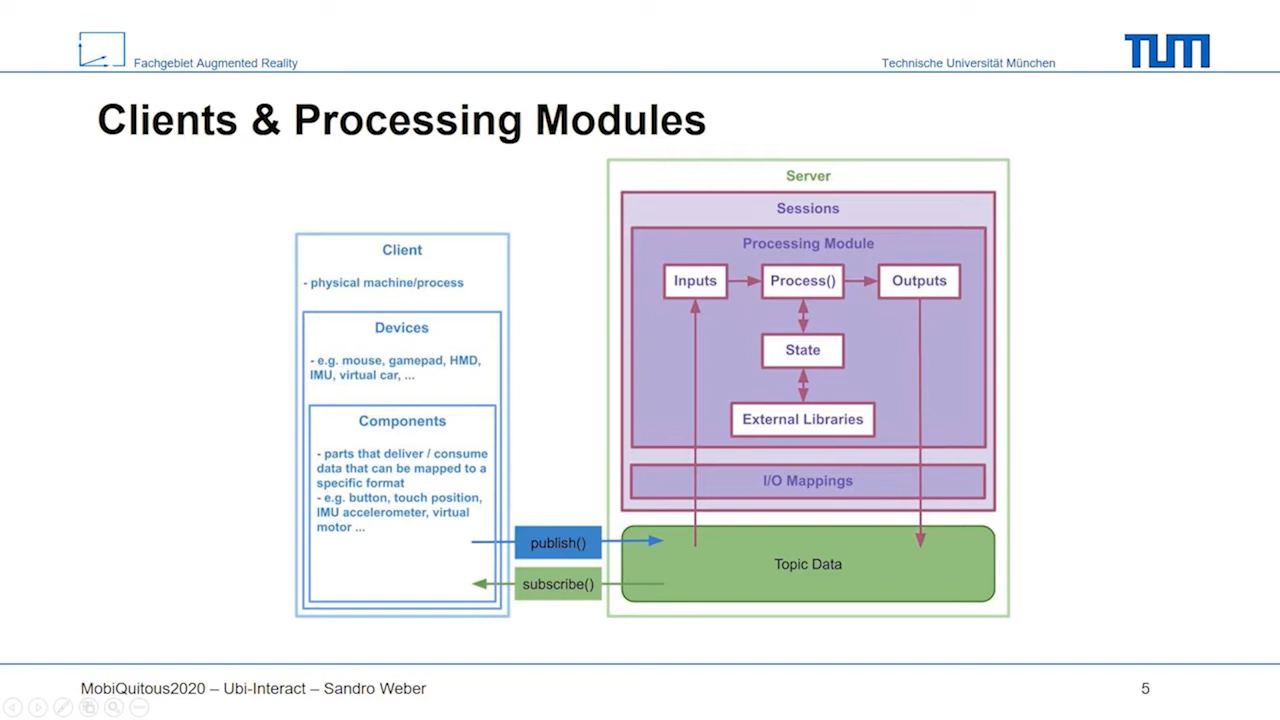 Fachgebiet Augmented Reality
Technische Universität München
TUM
Clients & Processing Modules
Client
- physical machine/process
Devices
- e.g. mouse, gamepad, HMD,
IMU, virtual car, ...
Components
- parts that deliver / consume
data that can be mapped to a
specific format
- e.g. button, touch position,
IMU accelerometer, virtual
motor ...
publish()
subscribe()
Server
Sessions
Processing Module
Inputs
Process()
Outputs
State
External Libraries
I/O Mappings
Topic Data
MobiQuitous2020 – Ubi-Interact – Sandro Weber
5